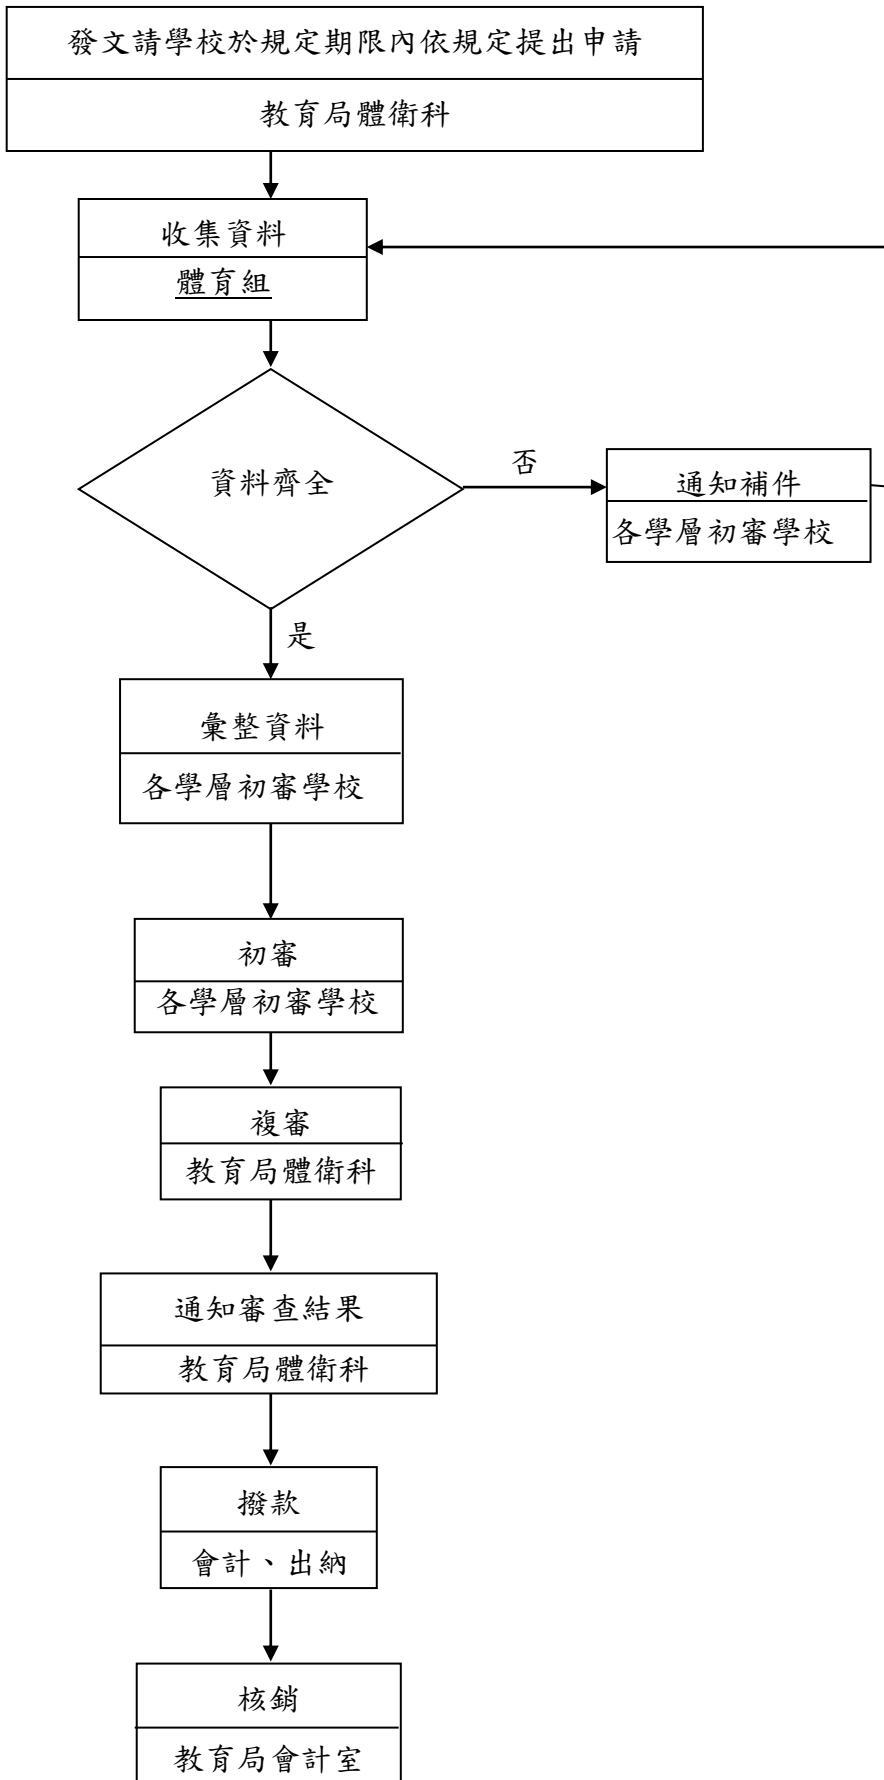 發文請學校於規定期限內依規定提出申請
教育局體衛科
收集資料
體育組
資料齊全
否
通知補件
各學層初審學校
是
彙整資料
各學層初審學校
初審
各學層初審學校
複審
教育局體衛科
通知審查結果
教育局體衛科
撥款
會計、出納
核銷
教育局會計室